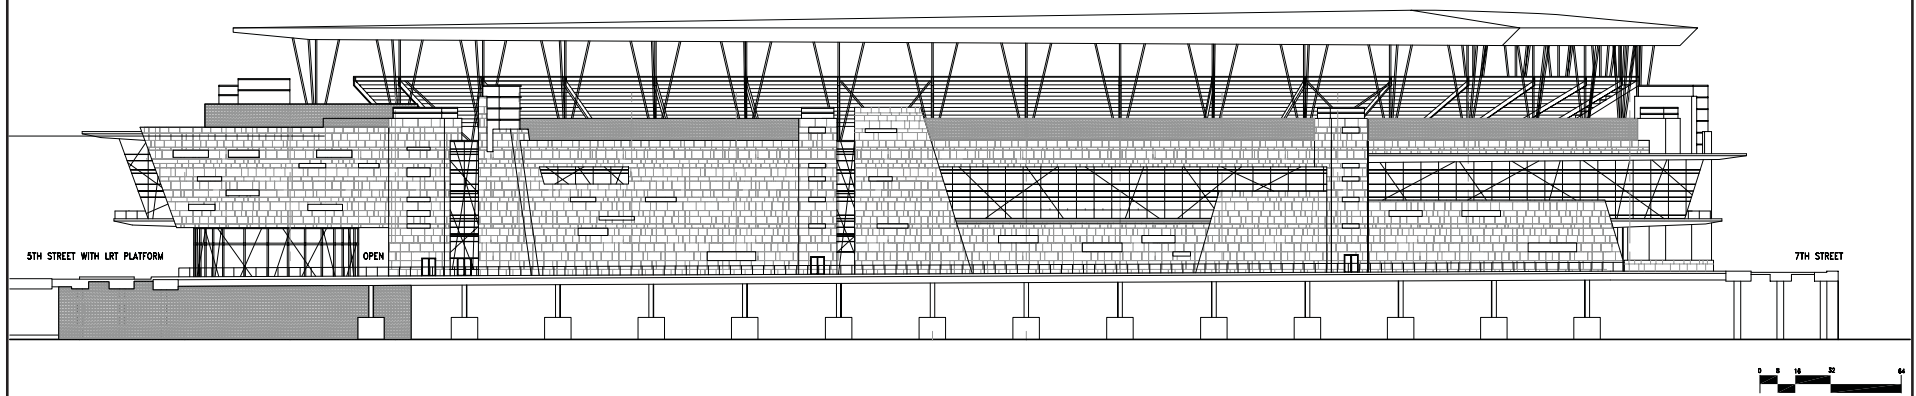 5TH STREET WITH LRT PLATFORM
OPEN
7TH STREET
0 8 16 32 64